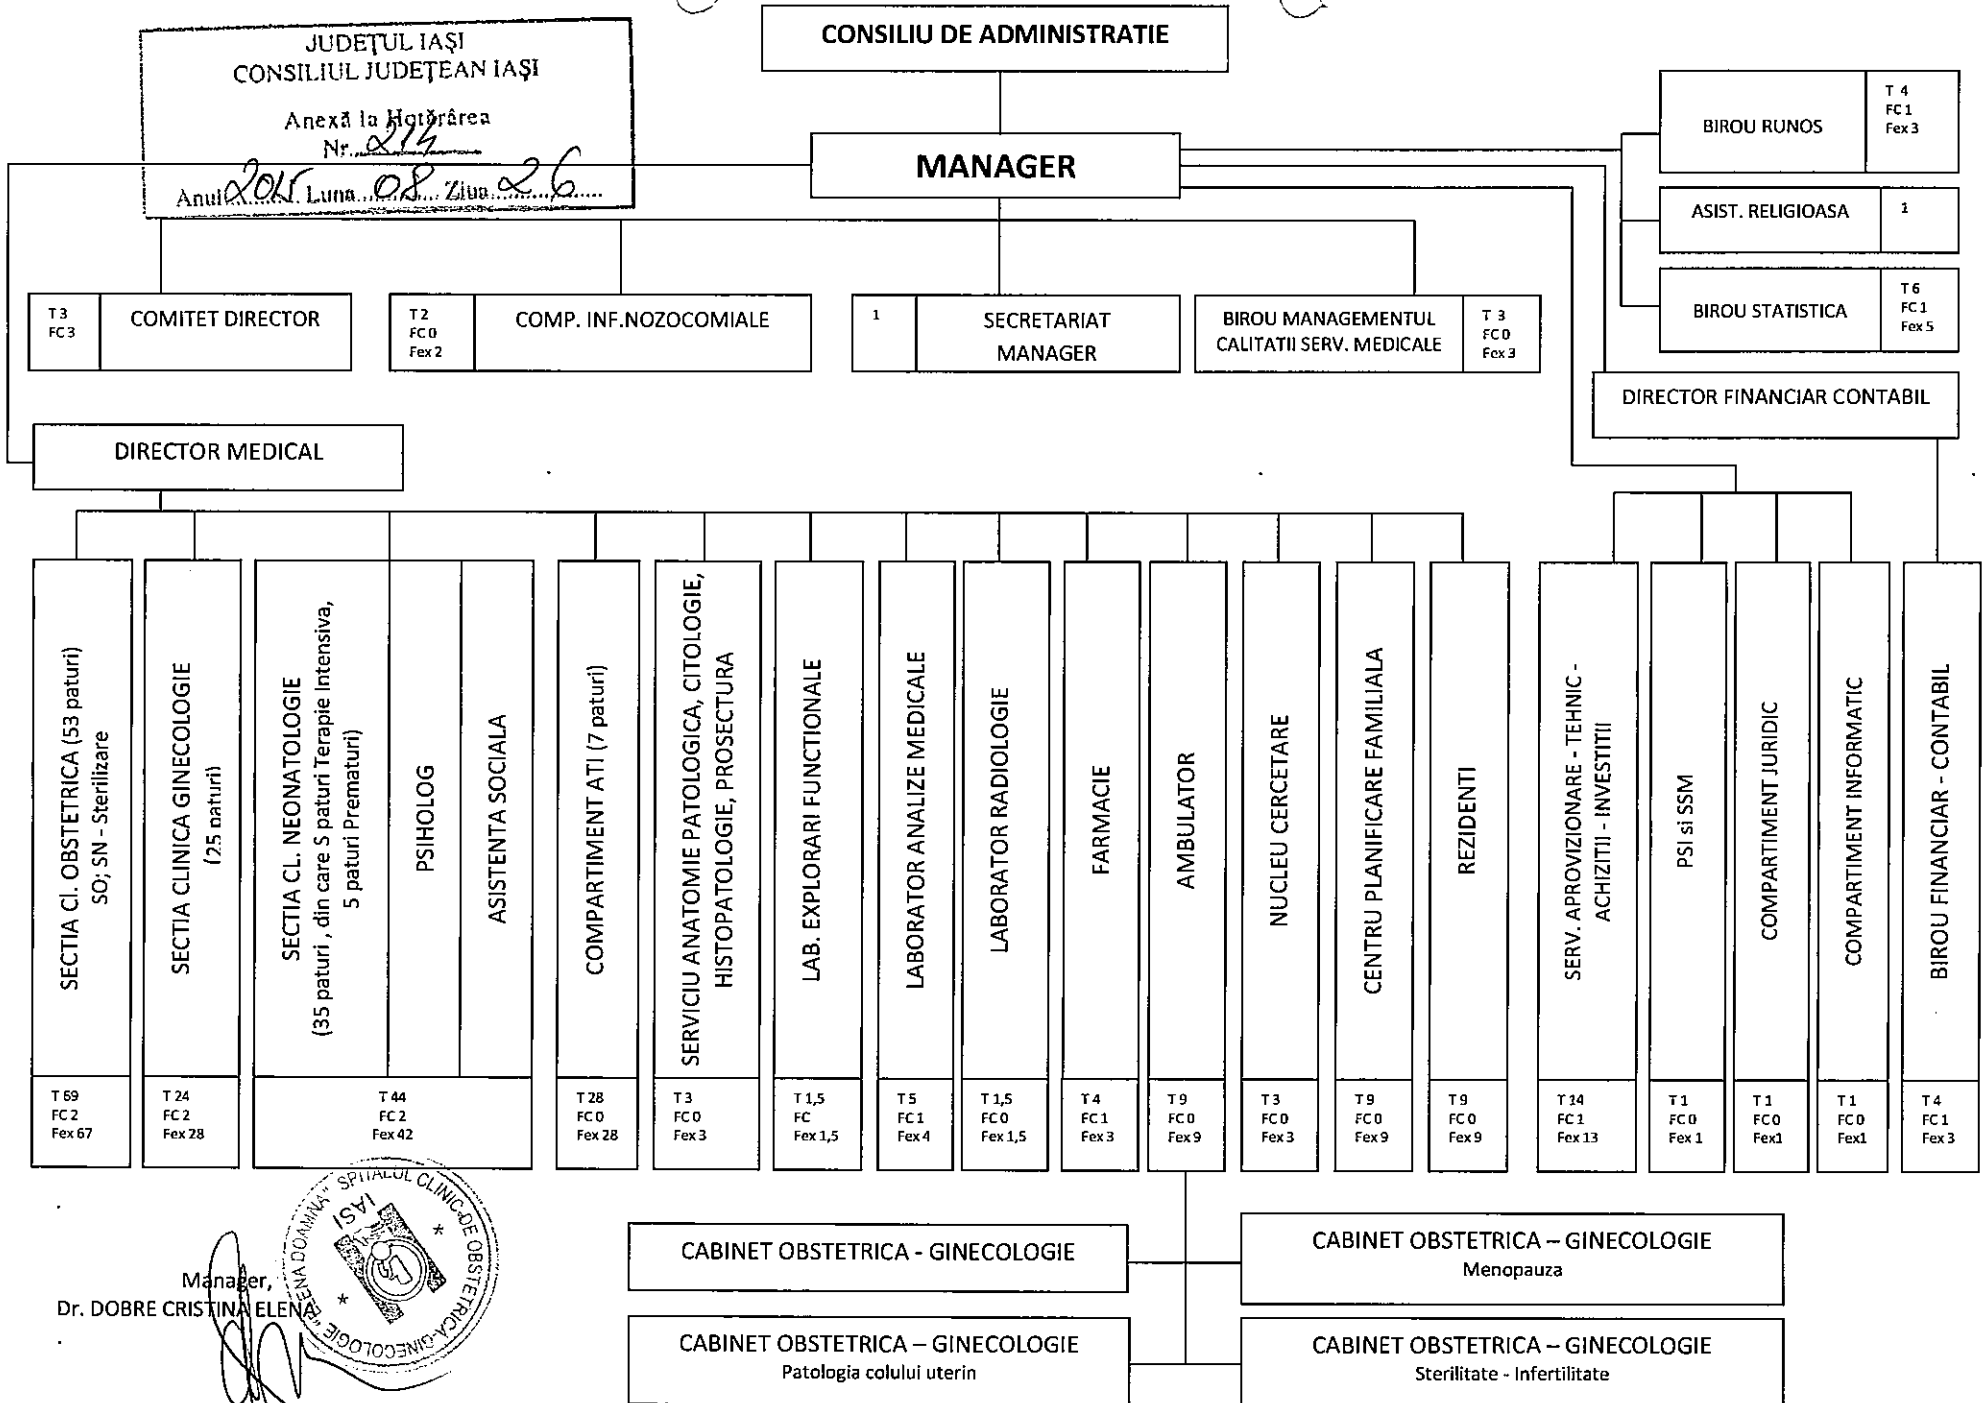 CONSILIU DE ADMINISTRATIE
JUDEŢUL IAŞI
CONSILIUL JUDEŢEAN IAŞI
Anexă la Hotărârea
Nr. 214
Anul 2015 Luna 08 Ziua 26
MANAGER
BIROU RUNOS
T 4
FC 1
Fex 3
ASIST. RELIGIOASA
1
BIROU STATISTICA
T 6
FC 1
Fex 5
T 3
FC 3
COMITET DIRECTOR
T 2
FC 0
Fex 2
COMP. INF.NOZOCOMIALE
1
SECRETARIAT
MANAGER
BIROU MANAGEMENTUL
CALITATII SERV. MEDICALE
T 3
FC 0
Fex 3
DIRECTOR FINANCIAR CONTABIL
DIRECTOR MEDICAL
SECTIA Cl. OBSTETRICA (53 paturi)
SO; SN - Sterilizare
T 69
FC 2
Fex 67
SECTIA CLINICA GINECOLOGIE
(25 naturi)
T 24
FC 2
Fex 28
SECTIA CL. NEONATOLOGIE
(35 paturi , din care S paturi Terapie Intensiva,
5 paturi Prematuri)
PSIHOLOG
ASISTENTA SOCIALA
T 44
FC 2
Fex 42
COMPARTIMENT ATI (7 paturi)
T 28
FC 0
Fex 28
SERVICIU ANATOMIE PATOLOGICA, CITOLOGIE,
HISTOPATOLOGIE, PROSECTURA
T 3
FC 0
Fex 3
LAB. EXPLORARI FUNCTIONALE
T 1,5
FC
Fex 1,5
LABORATOR ANALIZE MEDICALE
T 5
FC 1
Fex 4
LABORATOR RADIOLOGIE
T 1,5
FC 0
Fex 1,5
FARMACIE
T 4
FC 1
Fex 3
AMBULATOR
T 9
FC 0
Fex 9
NUCLEU CERCETARE
T 3
FC 0
Fex 3
CENTRU PLANIFICARE FAMILIALA
T 9
FC 0
Fex 9
REZIDENTI
T 9
FC 0
Fex 9
SERV. APROVIZIONARE - TEHNIC -
ACHIZITII - INVESTITII
T 14
FC 1
Fex 13
PSI si SSM
T 1
FC 0
Fex 1
COMPARTIMENT JURIDIC
T 1
FC 0
Fex1
COMPARTIMENT INFORMATIC
T 1
FC 0
Fex1
BIROU FINANCIAR - CONTABIL
T 4
FC 1
Fex 3
CABINET OBSTETRICA - GINECOLOGIE
CABINET OBSTETRICA – GINECOLOGIE
Menopauza
CABINET OBSTETRICA – GINECOLOGIE
Patologia colului uterin
CABINET OBSTETRICA – GINECOLOGIE
Sterilitate - Infertilitate
Manager,
Dr. DOBRE CRISTINA ELENA
SPITALUL CLINIC DE OBSTETRICA-GINECOLOGIE "ELENA DOAMNA"
IASI